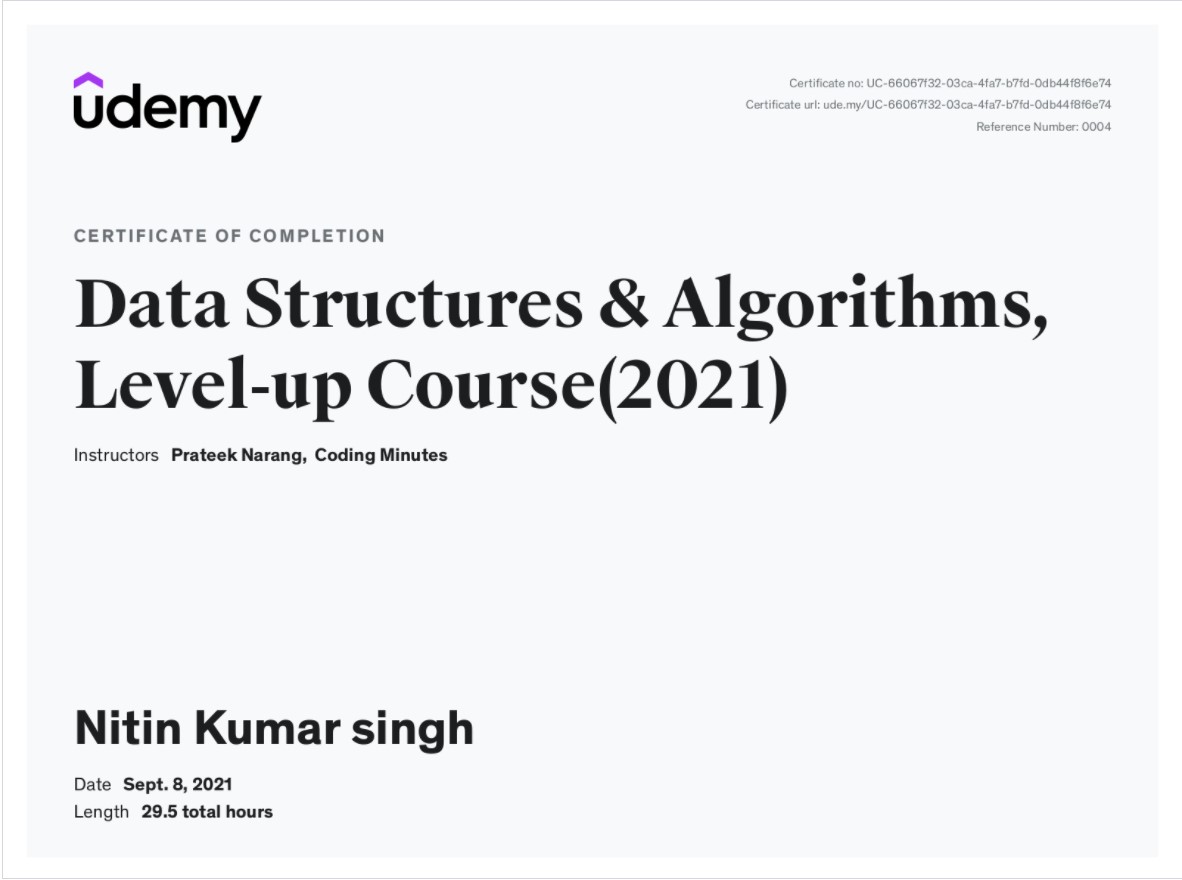 udemy
Certificate no: UC-66067f32-03ca-4fa7-b7fd-0db44f8f6e74
Certificate url: ude.my/UC-66067f32-03ca-4fa7-b7fd-0db44f8f6e74
Reference Number: 0004
CERTIFICATE OF COMPLETION
Data Structures & Algorithms,
Level-up Course(2021)
Instructors Prateek Narang, Coding Minutes
Nitin Kumar singh
Date Sept. 8, 2021
Length 29.5 total hours